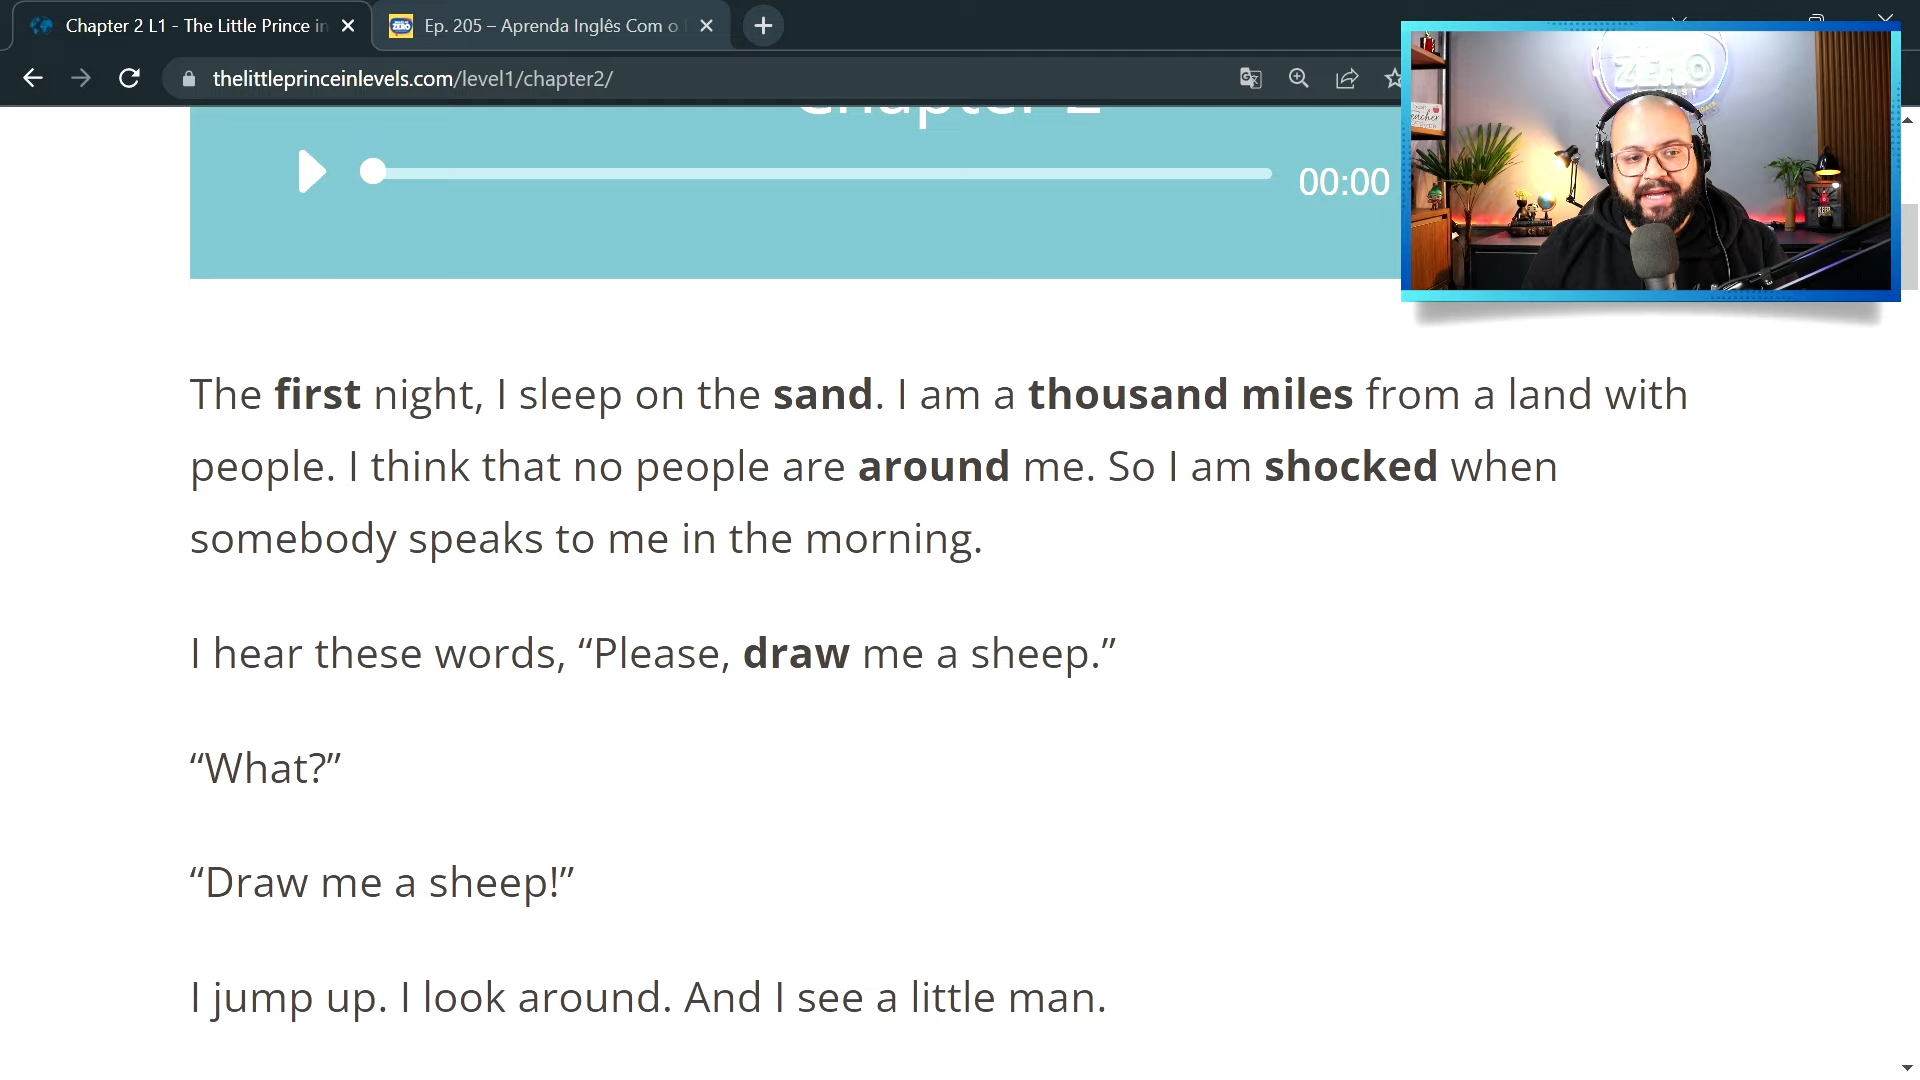 Chapter 2 L1 - The Little Prince in
Ep. 205 – Aprenda Inglês Com o
thelittleprinceinlevels.com/level1/chapter2/
Chapter 2
00:00
ZERO
The first night, I sleep on the sand. I am a thousand miles from a land with
people. I think that no people are around me. So I am shocked when
somebody speaks to me in the morning.
I hear these words, “Please, draw me a sheep.”
“What?”
“Draw me a sheep!”
I jump up. I look around. And I see a little man.